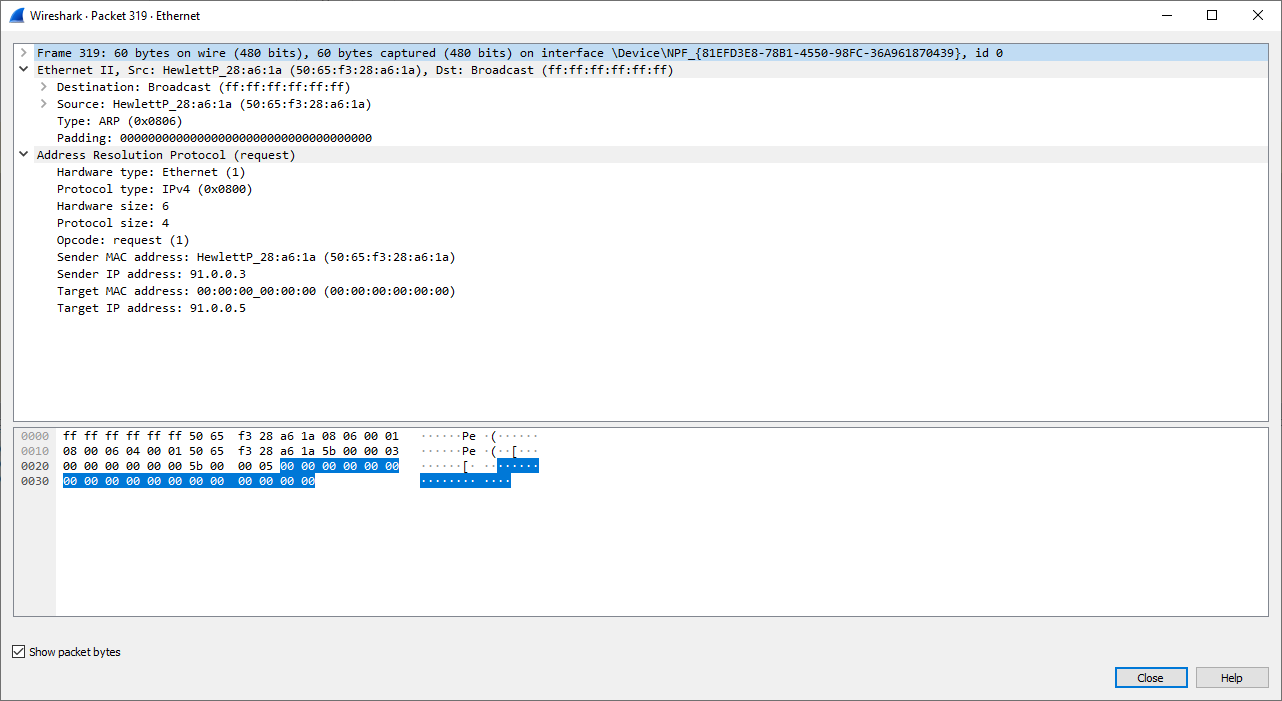 Wireshark · Packet 319 · Ethernet
Frame 319: 60 bytes on wire (480 bits), 60 bytes captured (480 bits) on interface \Device\NPF_{81EFD3E8-78B1-4550-98FC-36A961870439}, id 0
Ethernet II, Src: HewlettP_28:a6:1a (50:65:f3:28:a6:1a), Dst: Broadcast (ff:ff:ff:ff:ff:ff)
Destination: Broadcast (ff:ff:ff:ff:ff:ff)
Source: HewlettP_28:a6:1a (50:65:f3:28:a6:1a)
Type: ARP (0x0806)
Padding: 000000000000000000000000000000000000
Address Resolution Protocol (request)
Hardware type: Ethernet (1)
Protocol type: IPv4 (0x0800)
Hardware size: 6
Protocol size: 4
Opcode: request (1)
Sender MAC address: HewlettP_28:a6:1a (50:65:f3:28:a6:1a)
Sender IP address: 91.0.0.3
Target MAC address: 00:00:00_00:00:00 (00:00:00:00:00:00)
Target IP address: 91.0.0.5
0000 ff ff ff ff ff ff 50 65 f3 28 a6 1a 08 06 00 01 ······Pe ·(······
0010 08 00 06 04 00 01 50 65 f3 28 a6 1a 5b 00 00 03 ······Pe ·(··[···
0020 00 00 00 00 00 00 5b 00 00 05 00 00 00 00 00 00 ······[· ········
0030 00 00 00 00 00 00 00 00 00 00 00 00 ········ ····
Show packet bytes
Close Help